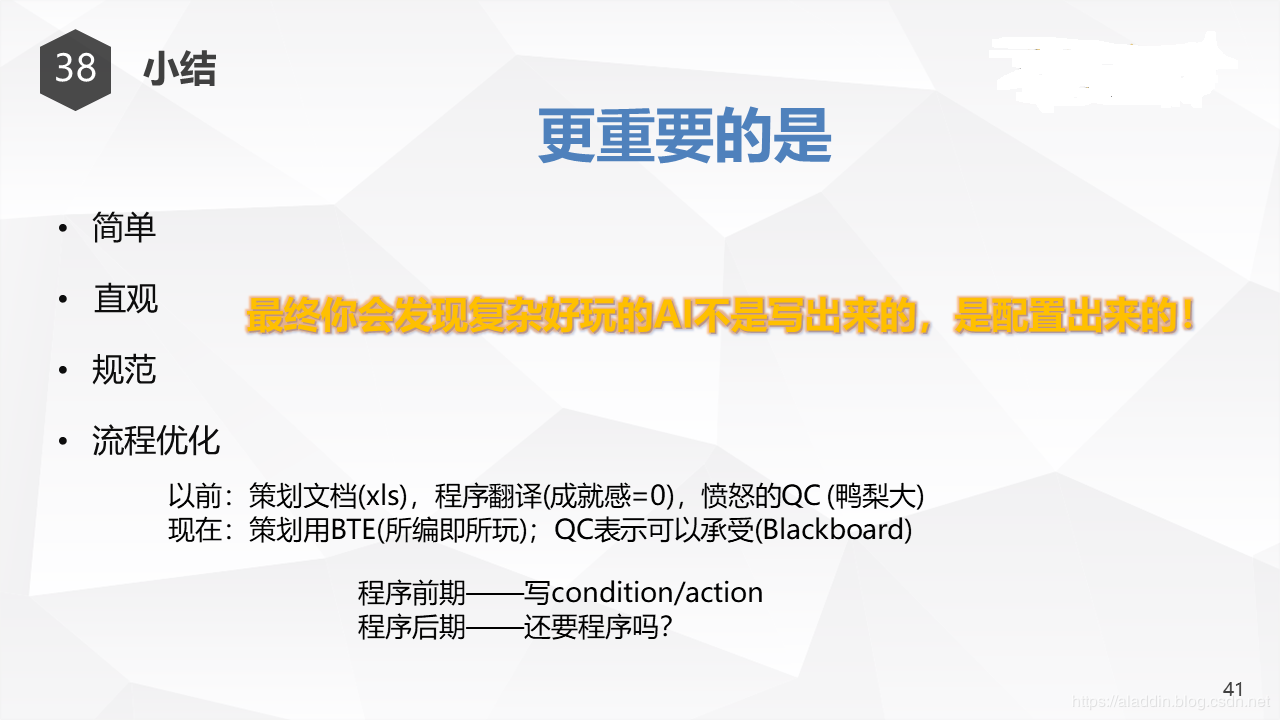 38 小结
更重要的是
• 简单
• 直观
最终你会发现复杂好玩的AI不是写出来的，是配置出来的！
• 规范
• 流程优化
以前：策划文档(xls)，程序翻译(成就感=0)，愤怒的QC (鸭梨大)
现在：策划用BTE(所编即所玩)；QC表示可以承受(Blackboard)
程序前期——写condition/action
程序后期——还要程序吗？
41
https://aladdin.blog.csdn.net